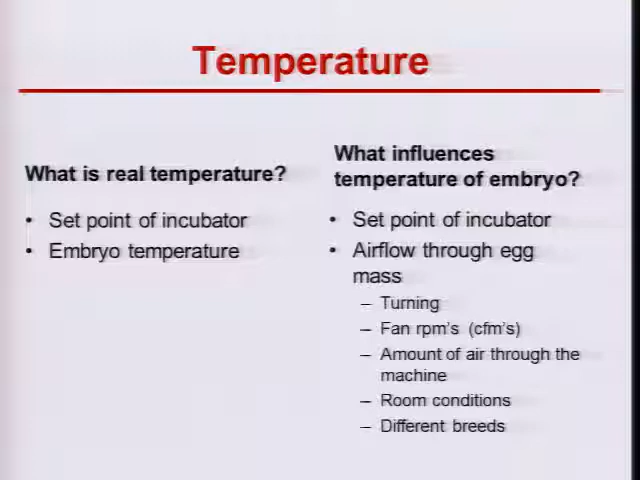 Temperature
What is real temperature?
• Set point of incubator
• Embryo temperature
What influences
temperature of embryo?
• Set point of incubator
• Airflow through egg
mass
– Turning
– Fan rpm's (cfm's)
– Amount of air through the
machine
– Room conditions
– Different breeds